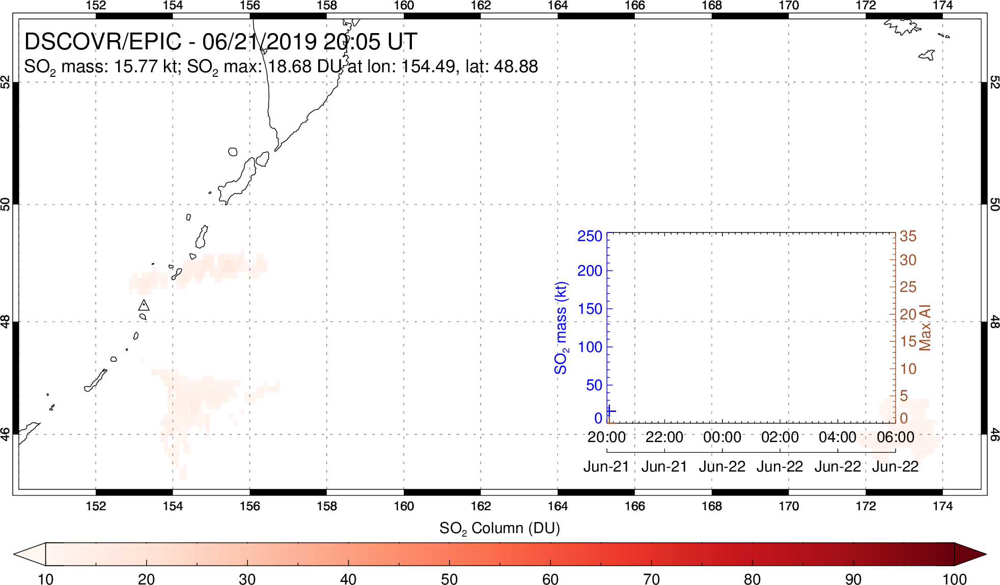 152 154 156 158 160 162 164 166 168 170 172 174
DSCOVR/EPIC - 06/21/2019 20:05 UT
SO₂ mass: 15.77 kt; SO₂ max: 18.68 DU at lon: 154.49, lat: 48.88
52 52
50 50
48 48
46 46
SO₂ mass (kt)
250
200
150
100
50
0
Max AI
35
30
25
20
15
10
5
0
20:00 22:00 00:00 02:00 04:00 06:00
Jun-21 Jun-21 Jun-22 Jun-22 Jun-22 Jun-22
152 154 156 158 160 162 164 166 168 170 172 174
SO₂ Column (DU)
10 20 30 40 50 60 70 80 90 100